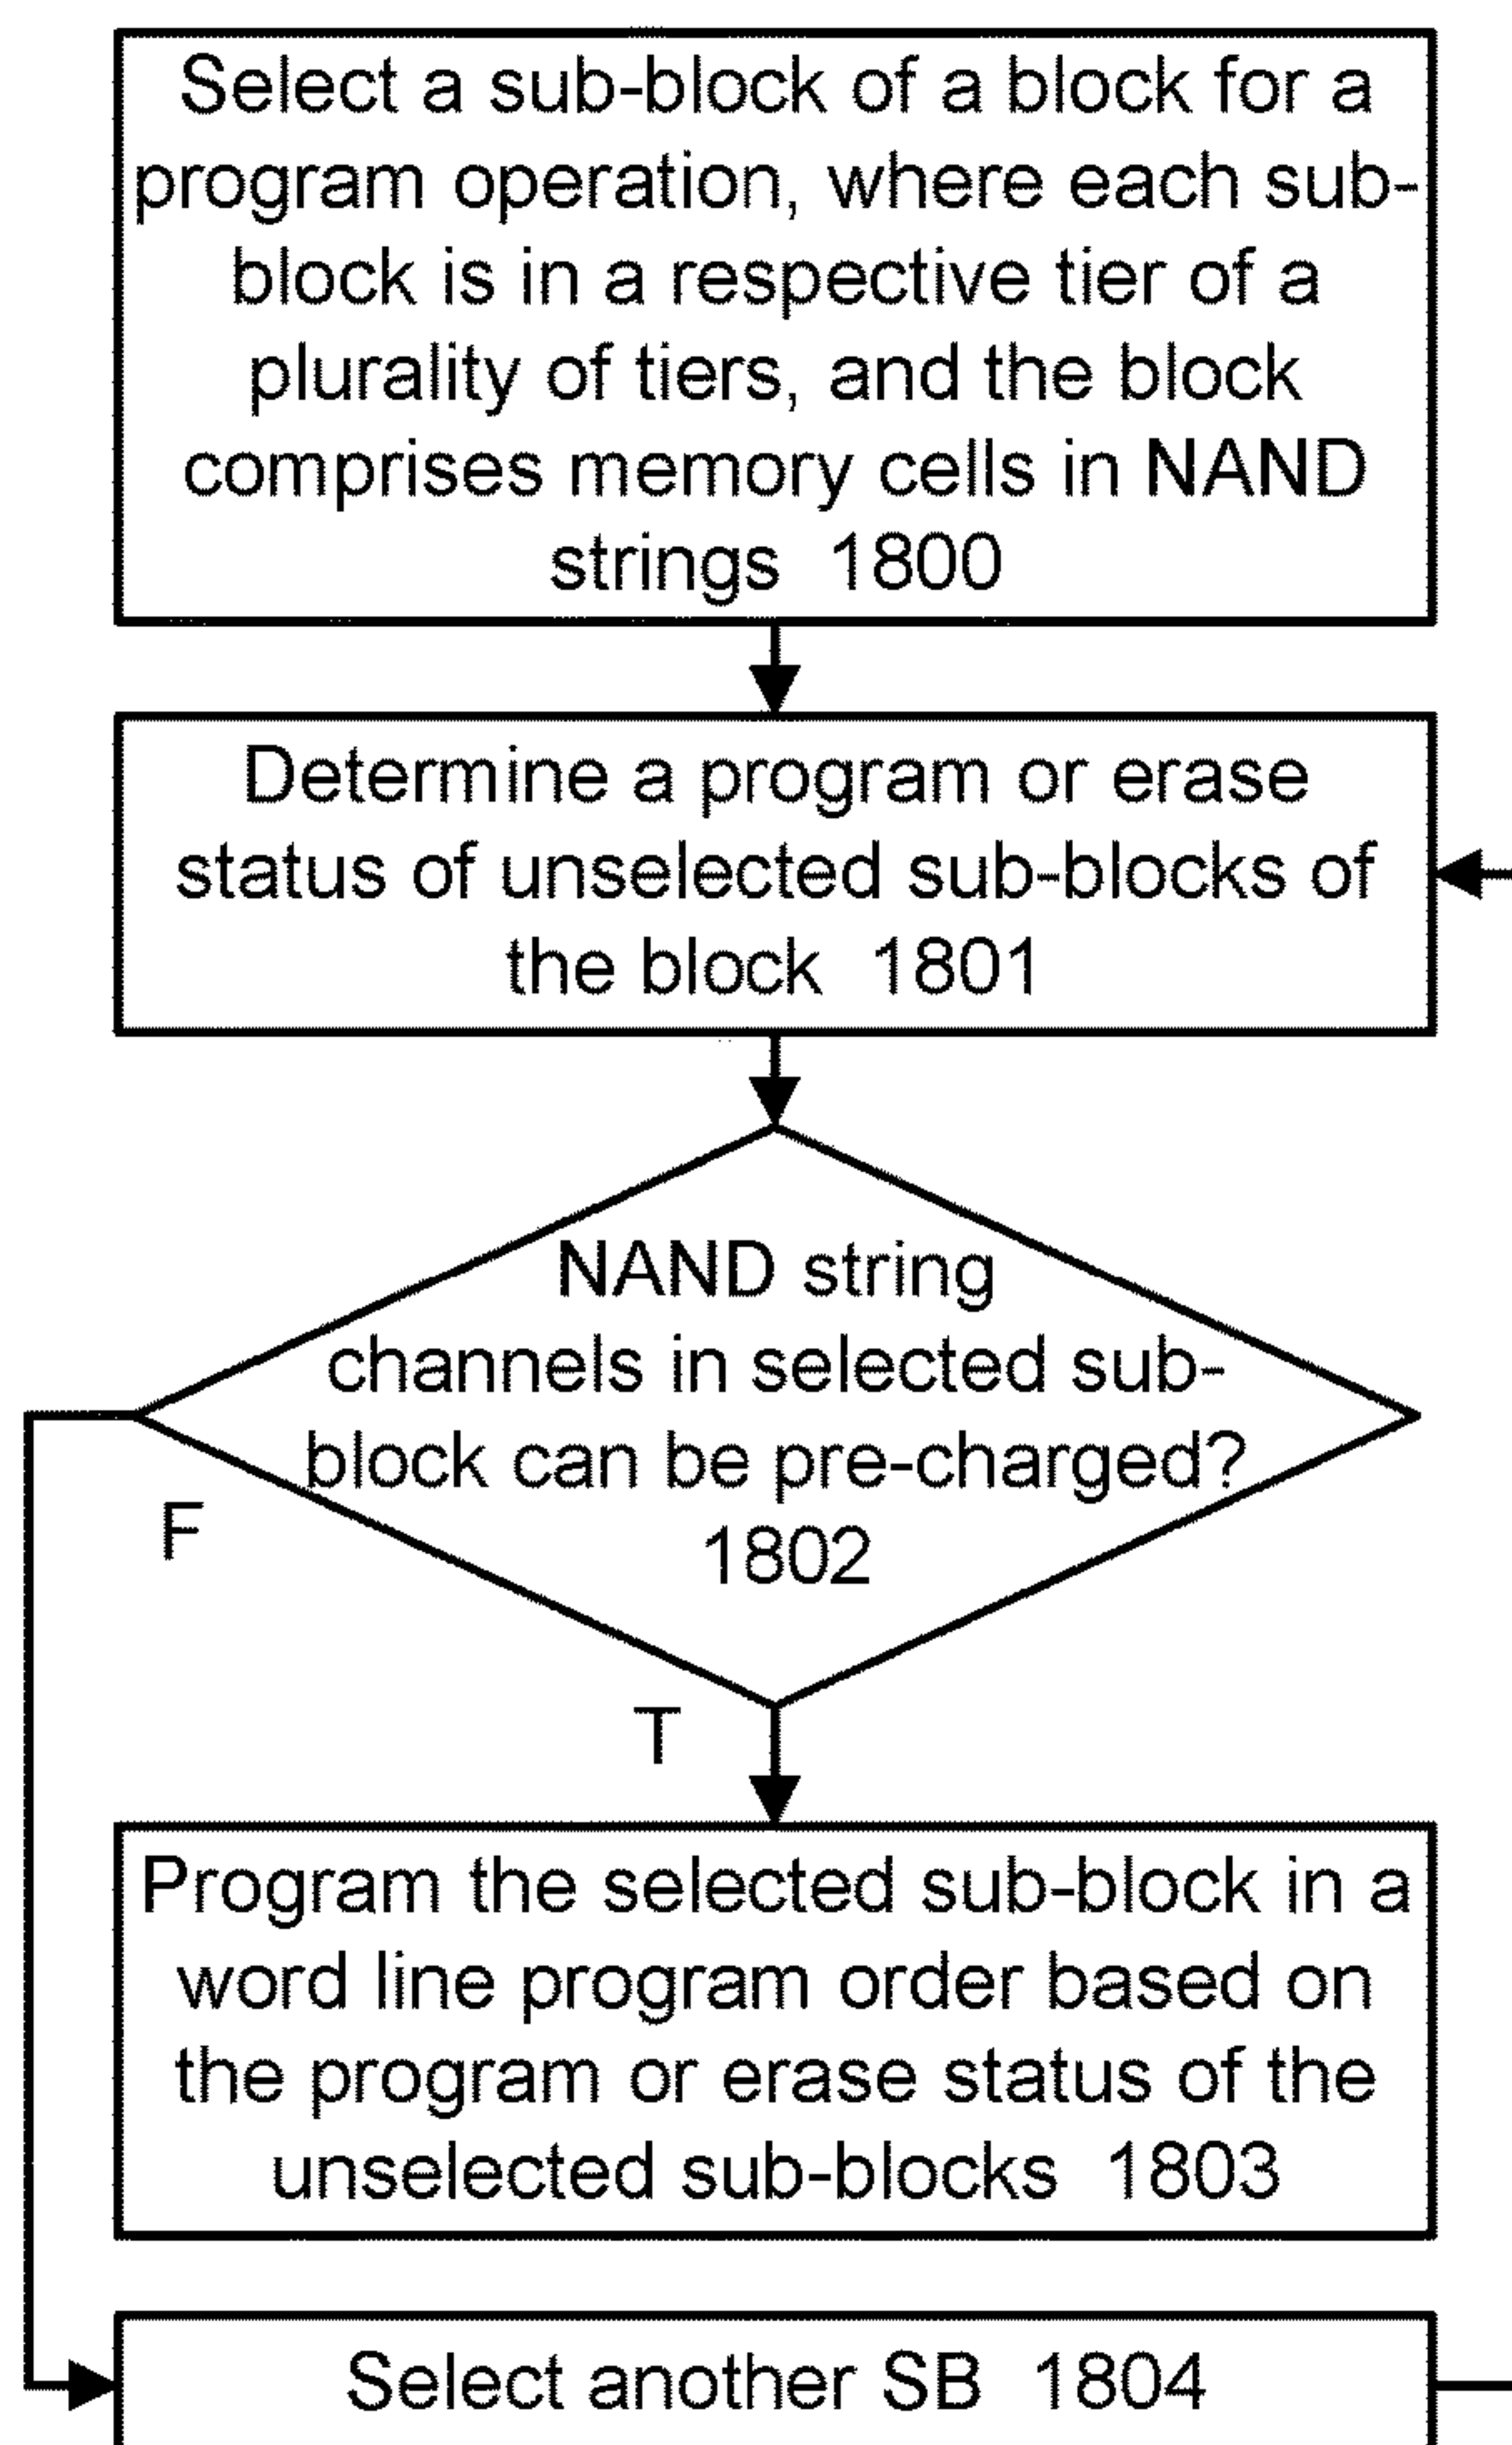 Select a sub-block of a block for a
program operation, where each sub-
block is in a respective tier of a
plurality of tiers, and the block
comprises memory cells in NAND
strings 1800
Determine a program or erase
status of unselected sub-blocks of
the block 1801
NAND string
channels in selected sub-
block can be pre-charged?
1802
F
T
Program the selected sub-block in a
word line program order based on
the program or erase status of the
unselected sub-blocks 1803
Select another SB 1804